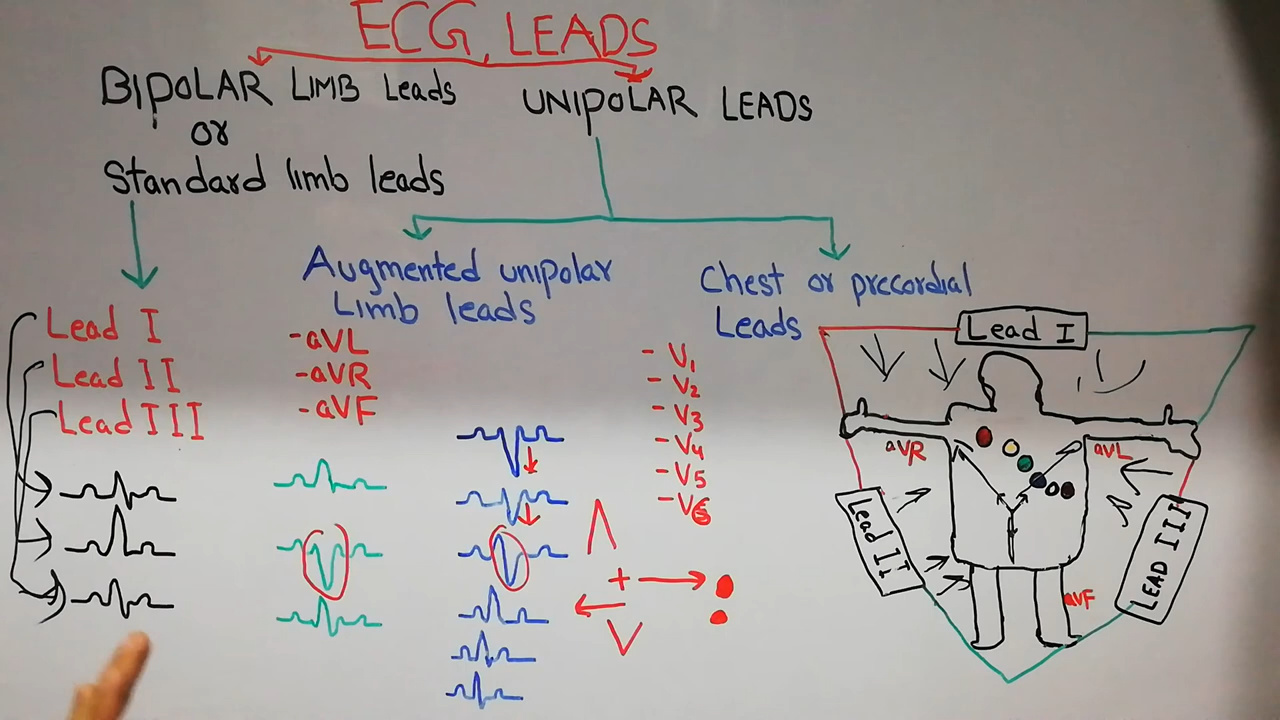 ECG LEADS
BIPOLAR LIMB Leads
or
Standard limb leads
UNIPOLAR LEADS
Augmented unipolar
Limb leads
Chest or precordial
Leads
Lead I
Lead II
Lead III
-aVL
-aVR
-aVF
- V1
- V2
- V3
- V4
- V5
- V6
+
Lead I
aVR
aVL
Lead II
LEAD III
aVF